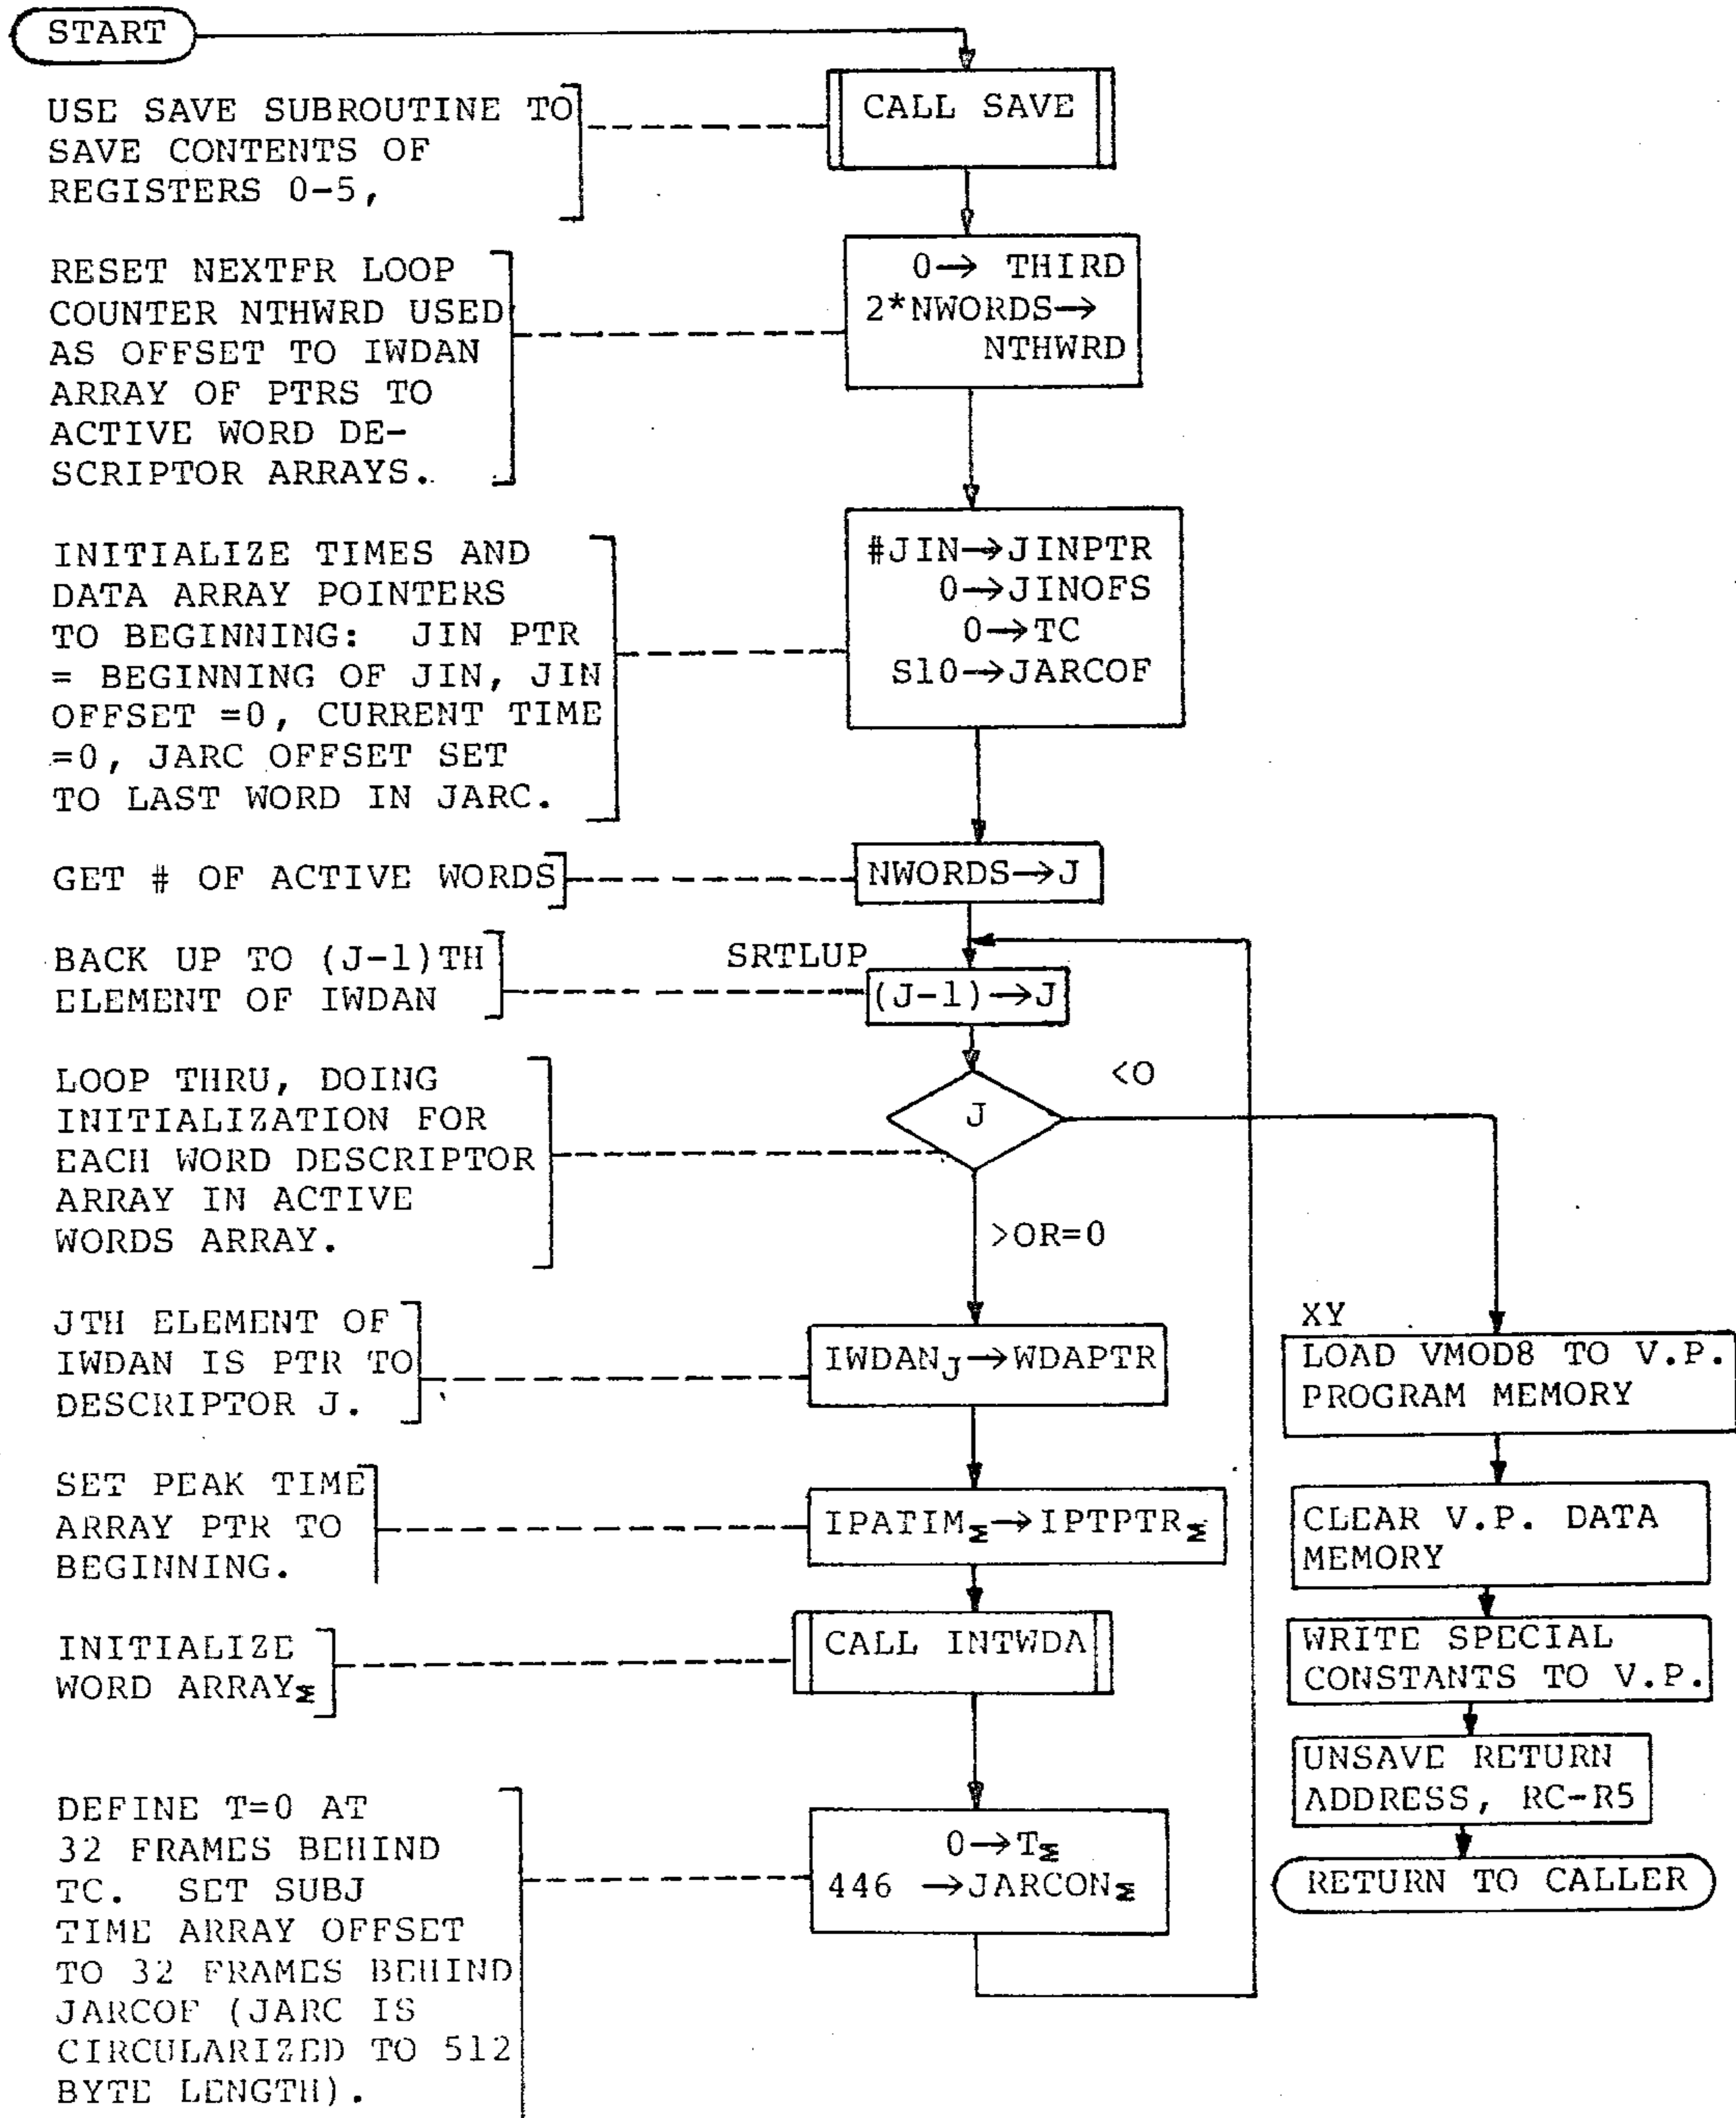 START
CALL SAVE
USE SAVE SUBROUTINE TO
SAVE CONTENTS OF
REGISTERS 0-5,
0→ THIRD
2*NWORDS→
NTHWRD
RESET NEXTFR LOOP
COUNTER NTHWRD USED
AS OFFSET TO IWDAN
ARRAY OF PTRS TO
ACTIVE WORD DE-
SCRIPTOR ARRAYS.
#JIN→JINPTR
0→JINOFS
0→TC
S10→JARCOF
INITIALIZE TIMES AND
DATA ARRAY POINTERS
TO BEGINNING: JIN PTR
= BEGINNING OF JIN, JIN
OFFSET =0, CURRENT TIME
=0, JARC OFFSET SET
TO LAST WORD IN JARC.
GET # OF ACTIVE WORDS
NWORDS→J
BACK UP TO (J-1)TH
ELEMENT OF IWDAN
SRTLUP
(J-1)→J
LOOP THRU, DOING
INITIALIZATION FOR
EACH WORD DESCRIPTOR
ARRAY IN ACTIVE
WORDS ARRAY.
J
<0
>OR=0
JTH ELEMENT OF
IWDAN IS PTR TO
DESCRIPTOR J.
IWDANJ→WDAPTR
SET PEAK TIME
ARRAY PTR TO
BEGINNING.
IPATIMΣ→IPTPTRΣ
INITIALIZE
WORD ARRAYΣ
CALL INTWDA
DEFINE T=0 AT
32 FRAMES BEHIND
TC. SET SUBJ
TIME ARRAY OFFSET
TO 32 FRAMES BEHIND
JARCOF (JARC IS
CIRCULARIZED TO 512
BYTE LENGTH).
0→TΣ
446 →JARCONΣ
XY
LOAD VMOD8 TO V.P.
PROGRAM MEMORY
CLEAR V.P. DATA
MEMORY
WRITE SPECIAL
CONSTANTS TO V.P.
UNSAVE RETURN
ADDRESS, RC-R5
RETURN TO CALLER